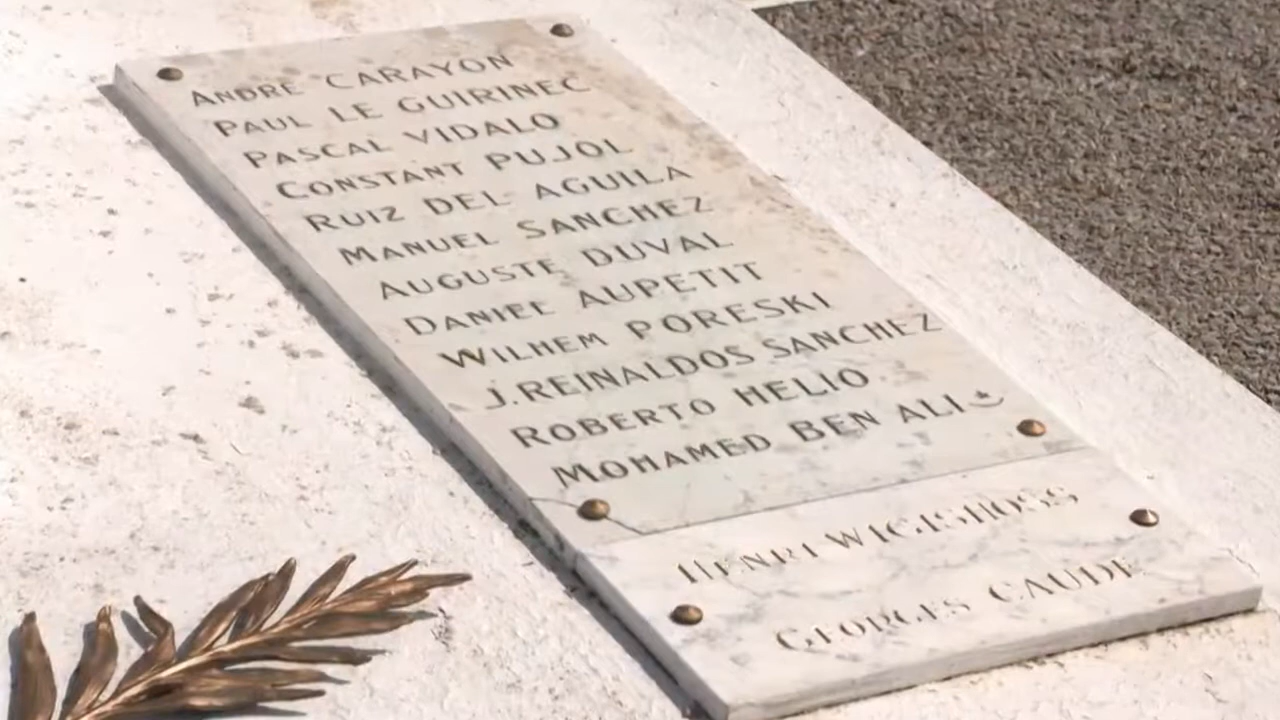 ANDRE CARAYON
PAUL LE GUIRINEC
PASCAL VIDALO
CONSTANT PUJOL
RUIZ DEL AGUILA
MANUEL SANCHEZ
AUGUSTE DUVAL
DANIEL AUPETIT
WILHEM PORESKI
J.REINALDOS SANCHEZ
ROBERTO HELIO
MOHAMED BEN ALI
HENRI
GEORGES CAUDE